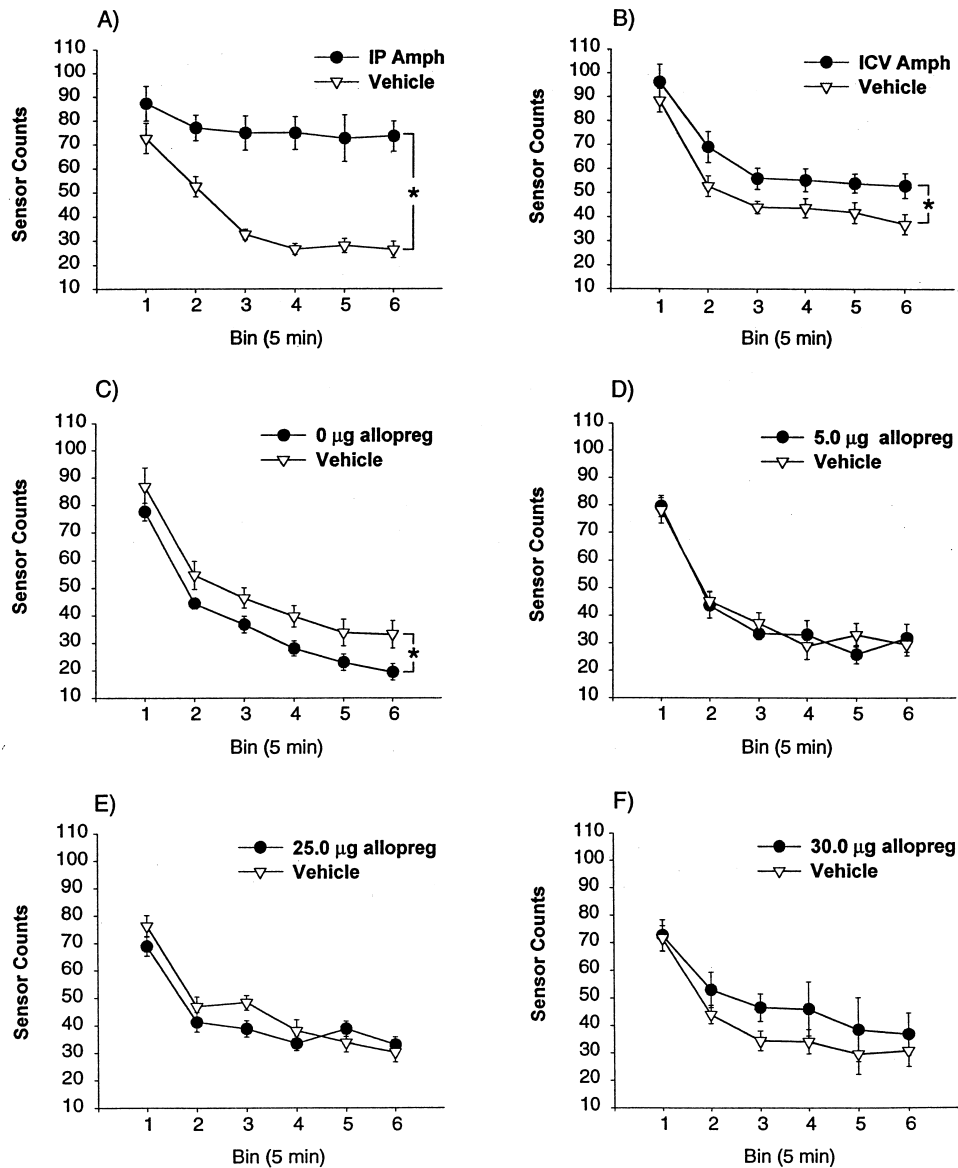 A)
IP Amph
Vehicle
110
100
90
80
70
60
50
40
30
20
10
Sensor Counts
*
1 2 3 4 5 6
Bin (5 min)
B)
ICV Amph
Vehicle
110
100
90
80
70
60
50
40
30
20
10
Sensor Counts
*
1 2 3 4 5 6
Bin (5 min)
C)
0 μg allopreg
Vehicle
110
100
90
80
70
60
50
40
30
20
10
Sensor Counts
*
1 2 3 4 5 6
Bin (5 min)
D)
5.0 μg allopreg
Vehicle
110
100
90
80
70
60
50
40
30
20
10
Sensor Counts
1 2 3 4 5 6
Bin (5 min)
E)
25.0 μg allopreg
Vehicle
110
100
90
80
70
60
50
40
30
20
10
Sensor Counts
1 2 3 4 5 6
Bin (5 min)
F)
30.0 μg allopreg
Vehicle
110
100
90
80
70
60
50
40
30
20
10
Sensor Counts
1 2 3 4 5 6
Bin (5 min)